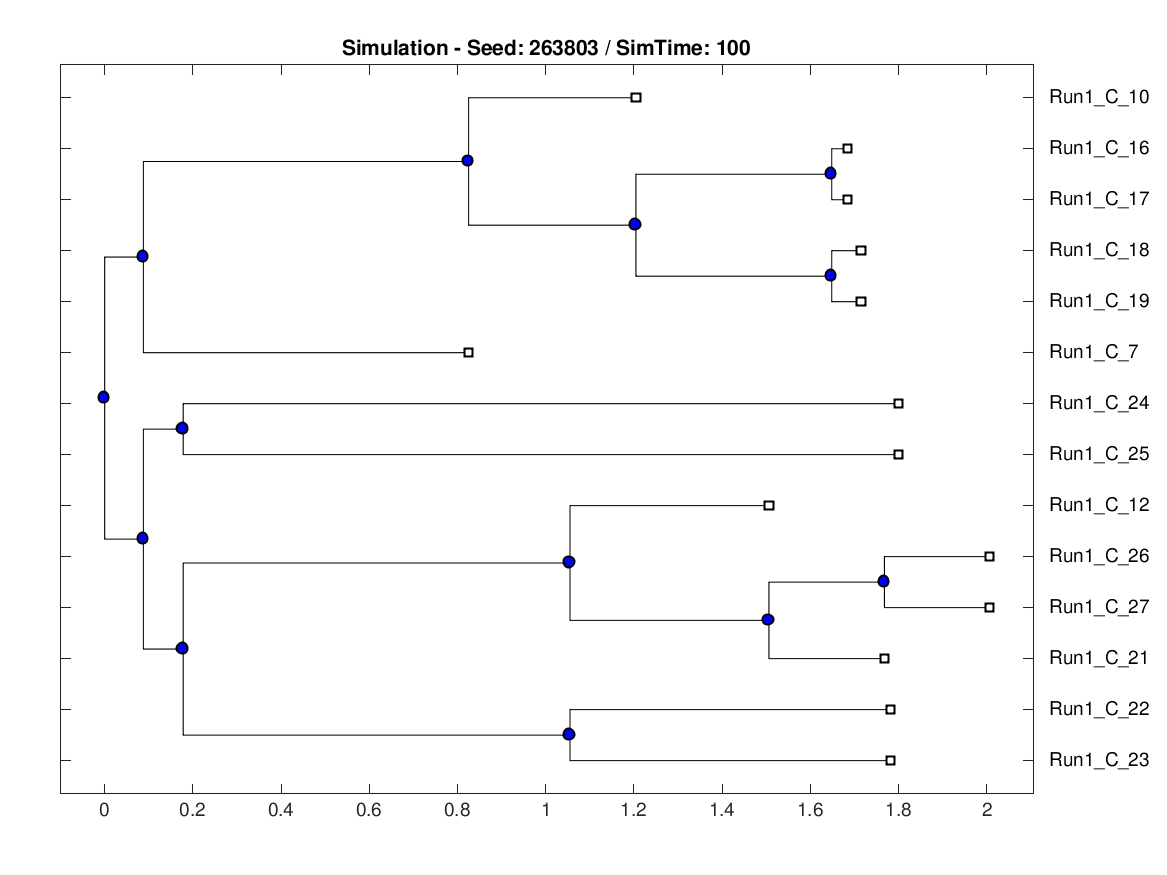 Simulation - Seed: 263803 / SimTime: 100
Run1_C_10
Run1_C_16
Run1_C_17
Run1_C_18
Run1_C_19
Run1_C_7
Run1_C_24
Run1_C_25
Run1_C_12
Run1_C_26
Run1_C_27
Run1_C_21
Run1_C_22
Run1_C_23
0 0.2 0.4 0.6 0.8 1 1.2 1.4 1.6 1.8 2